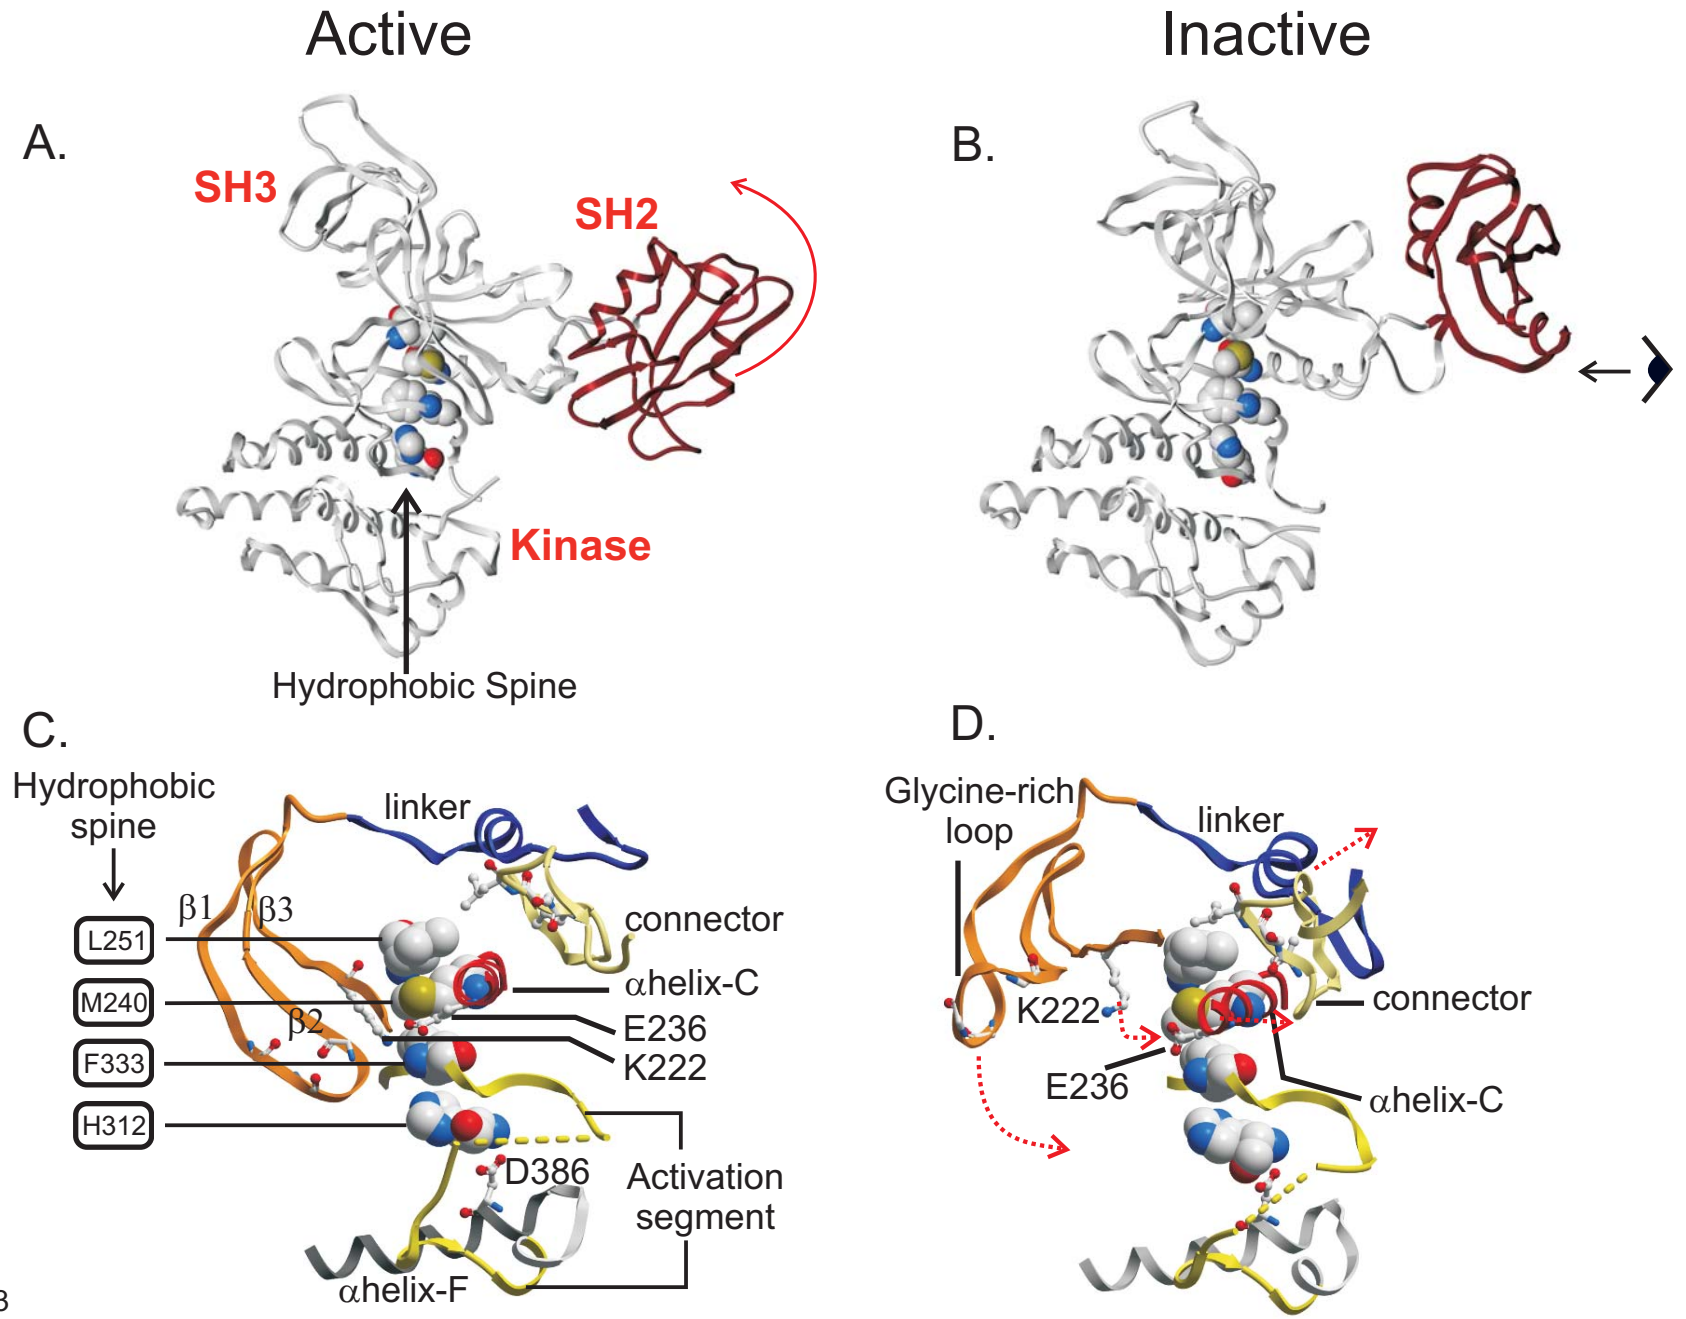 Active
Inactive
A.
B.
SH3
SH2
Kinase
Hydrophobic Spine
C.
D.
Hydrophobic
spine
linker
β1
β3
L251
connector
αhelix-C
M240
β2
E236
F333
K222
H312
D386
Activation
segment
αhelix-F
Glycine-rich
loop
linker
K222
connector
E236
αhelix-C